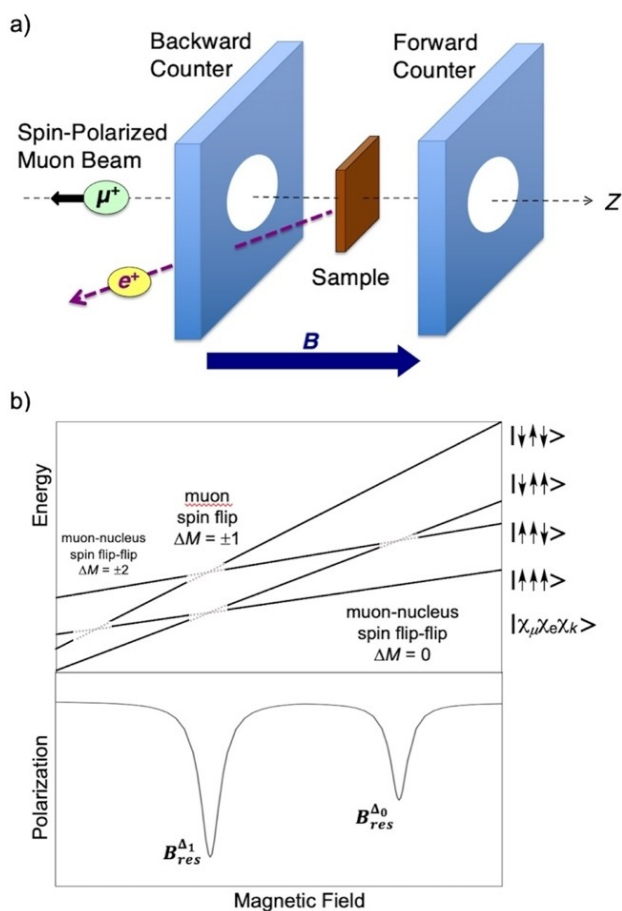 a)
Backward
Counter
Forward
Counter
Spin-Polarized
Muon Beam
μ+
Z
e+
Sample
B
b)
Energy
muon
spin flip
ΔM = ±1
muon-nucleus
spin flip-flip
ΔM = ±2
muon-nucleus
spin flip-flip
ΔM = 0
|↓↑↓>
|↓↑↑>
|↑↑↓>
|↑↑↑>
|χμχeχk>
Polarization
B_res^Δ1
B_res^Δ0
Magnetic Field